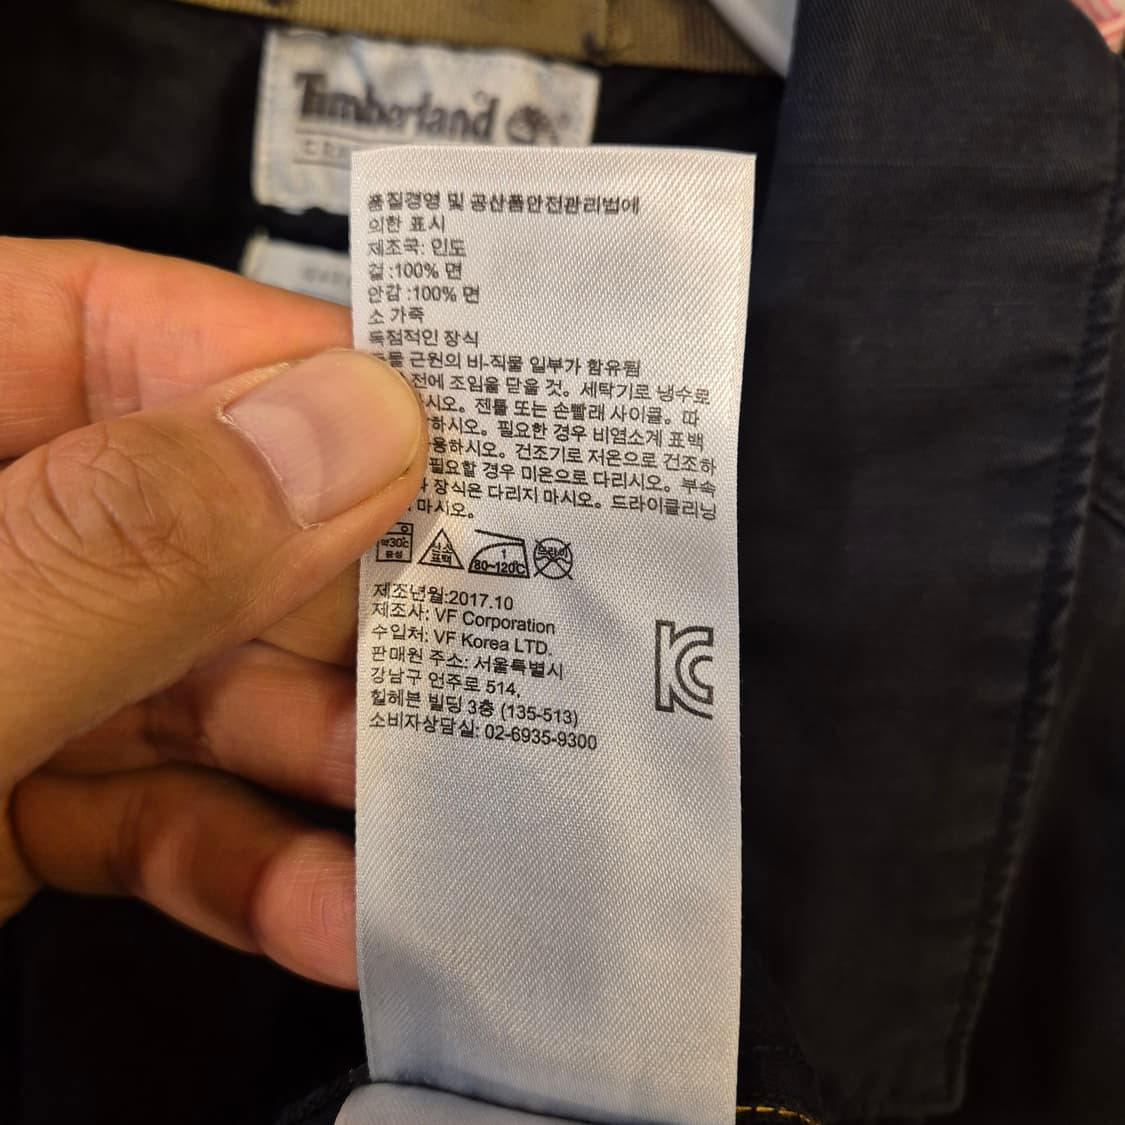 Timberland
품질경영 및 공산품안전관리법에
의한 표시
제조국: 인도
겉 :100% 면
안감 :100% 면
소 가죽
독점적인 장식
근원의 비-직물 일부가 함유됨
전에 조임을 닫을 것. 세탁기로 냉수로
젠틀 또는 손빨래 사이클. 따
필요한 경우 비염소계 표백
건조기로 저온으로 건조하
필요할 경우 미온으로 다리시오. 부속
장식은 다리지 마시오. 드라이클리닝
마시오.
약30℃
중성
산소
표백
1
80~120℃
드라이
제조년월:2017.10
제조사: VF Corporation
수입처: VF Korea LTD.
판매원 주소: 서울특별시
강남구 언주로 514,
힐헤븐 빌딩 3층 (135-513)
소비자상담실: 02-6935-9300